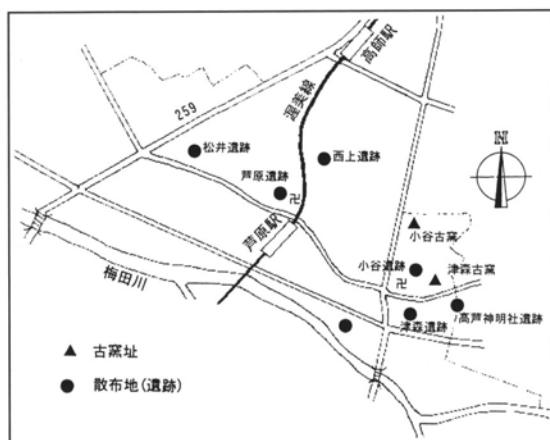 高師駅
渥美線
259
松井遺跡
西上遺跡
芦原遺跡
卍
N
芦原駅
小谷古窯
小谷遺跡
津森古窯
卍
梅田川
津森遺跡
高芦神明社遺跡
▲ 古窯址
● 散布地(遺跡)